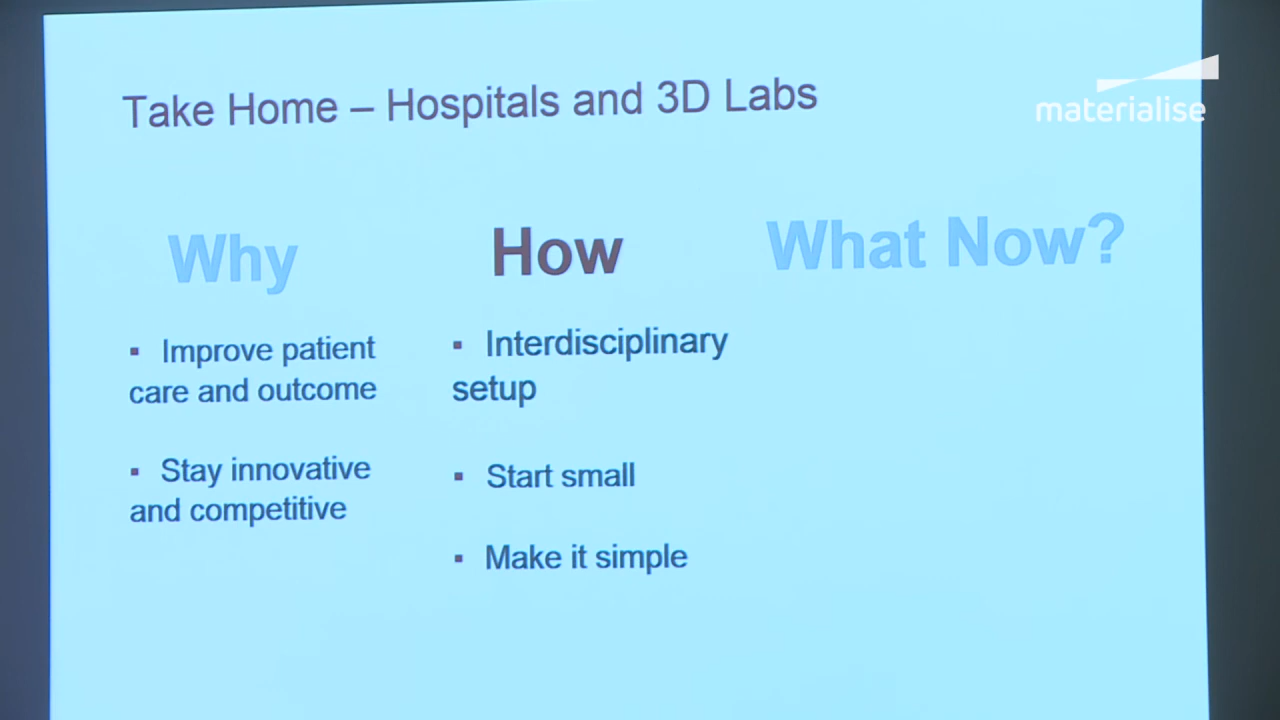 Take Home – Hospitals and 3D Labs
materialise
Why
How
What Now?
▪ Improve patient
care and outcome
▪ Stay innovative
and competitive
▪ Interdisciplinary
setup
▪ Start small
▪ Make it simple